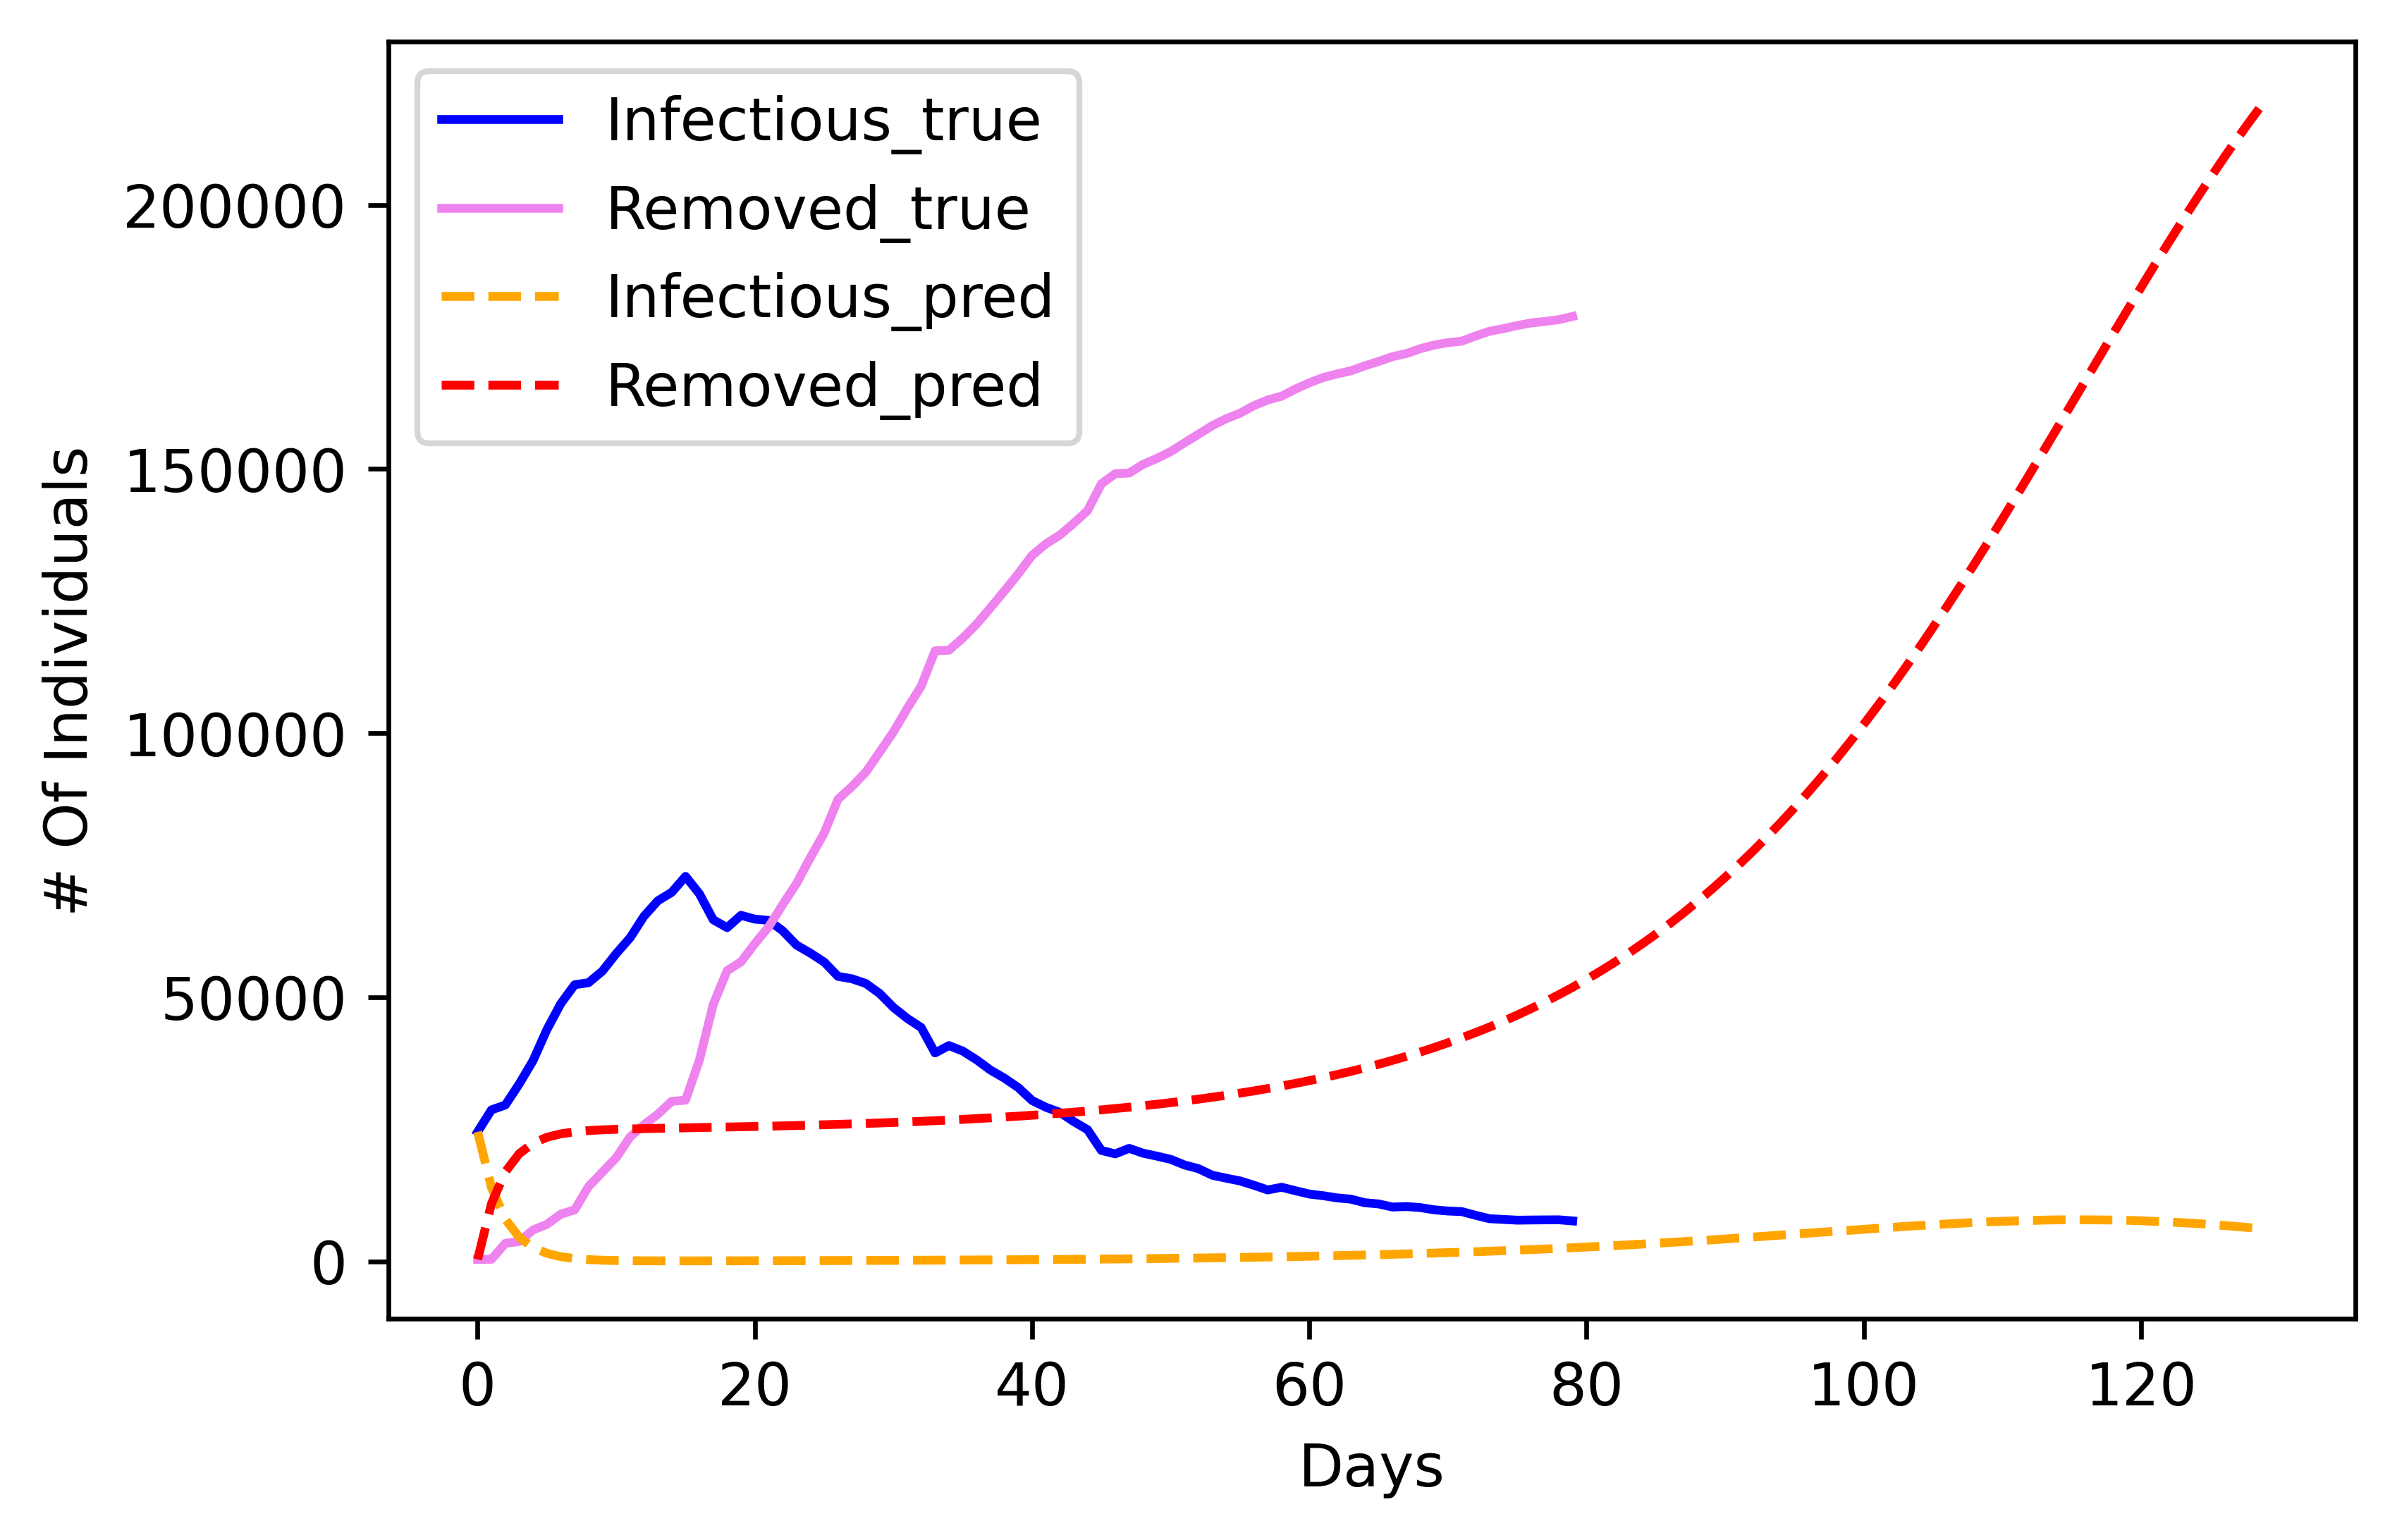 Infectious_true
Removed_true
Infectious_pred
Removed_pred
# Of Individuals
200000
150000
100000
50000
0
0 20 40 60 80 100 120
Days